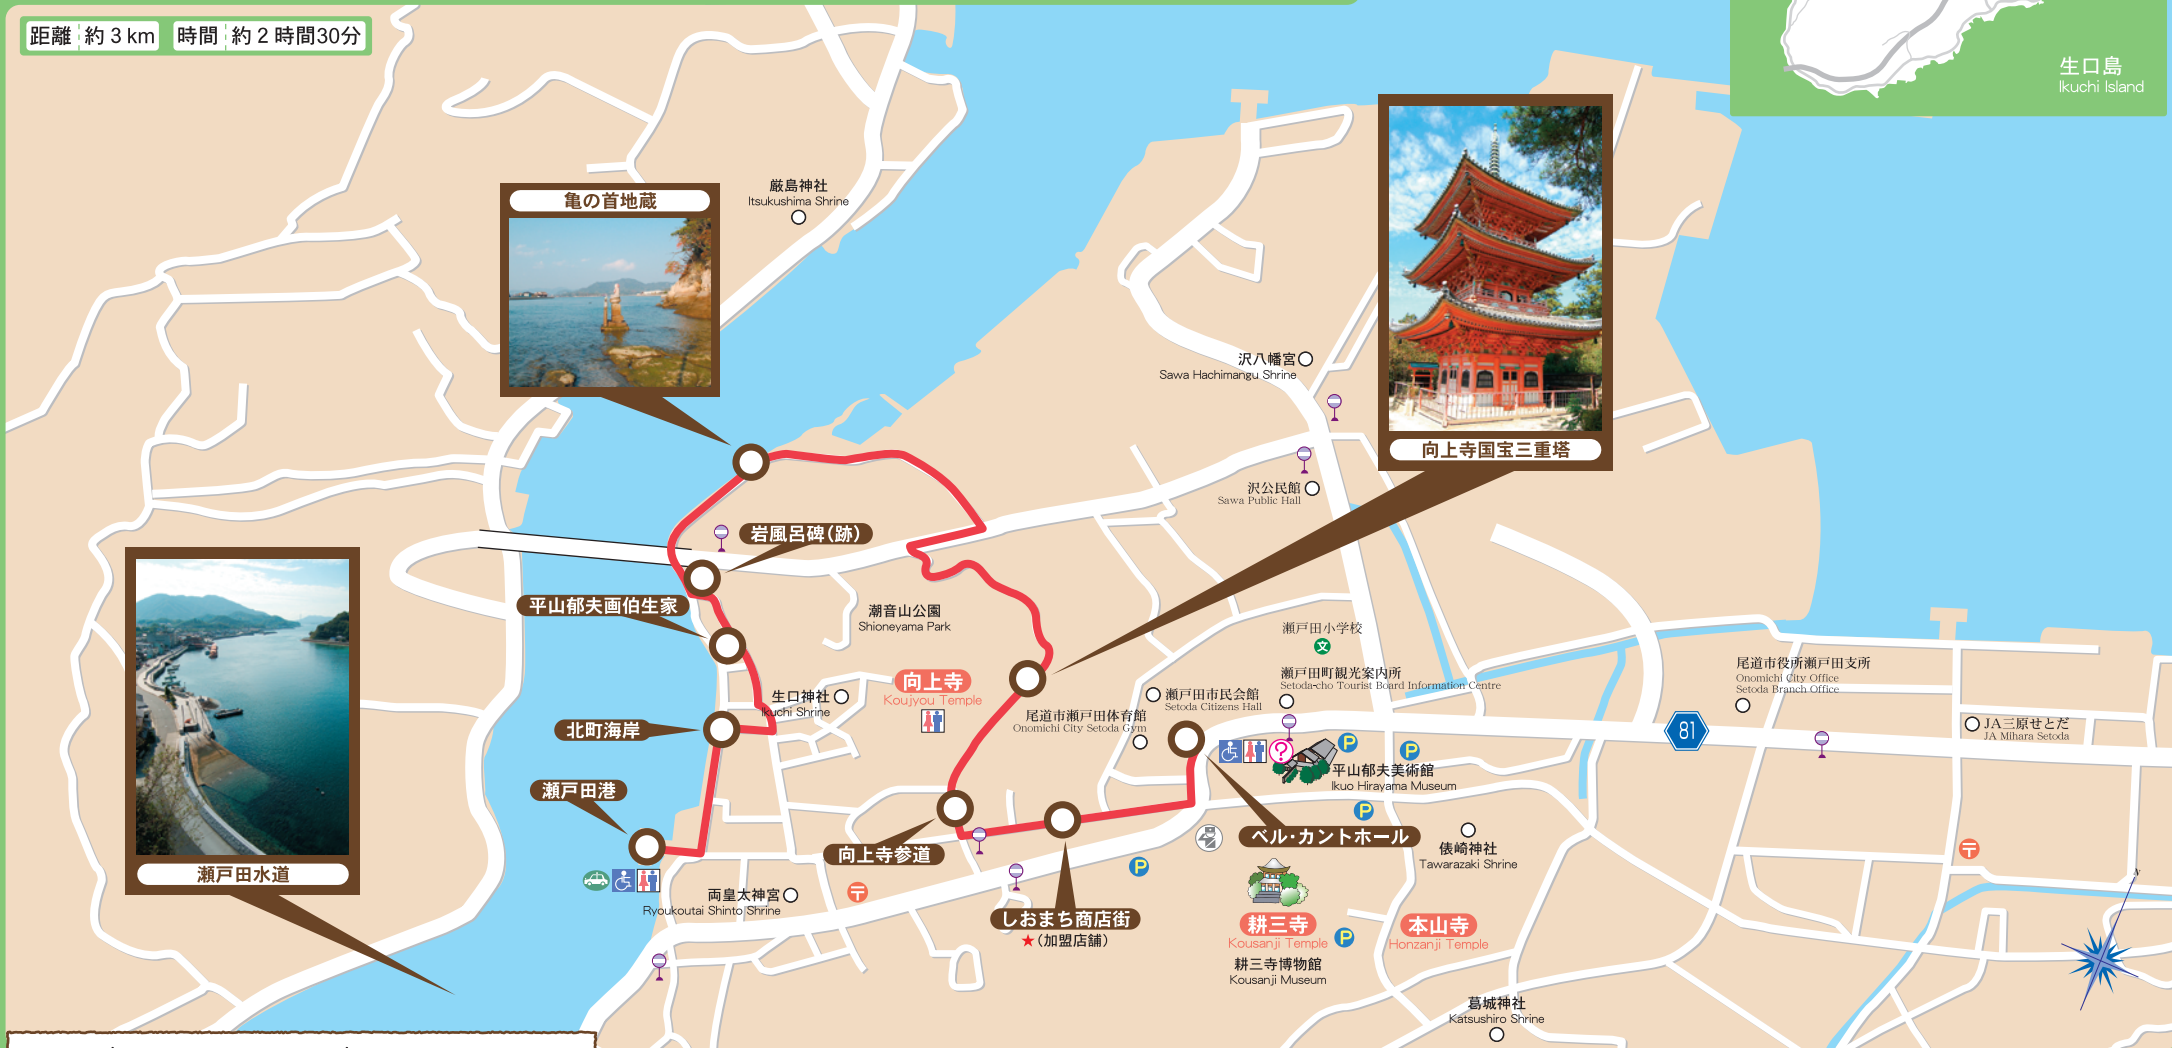 距離 約3km 時間 約2時間30分
生口島
Ikuchi Island
亀の首地蔵
厳島神社
Itsukushima Shrine
沢八幡宮
Sawa Hachimangu Shrine
向上寺国宝三重塔
沢公民館
Sawa Public Hall
岩風呂碑(跡)
平山郁夫画伯生家
潮音山公園
Shioneyama Park
瀬戸田小学校
文
瀬戸田町観光案内所
Setoda-cho Tourist Board Information Centre
尾道市役所瀬戸田支所
Onomichi City Office
Setoda Branch Office
向上寺
Koujyou Temple
生口神社
Ikuchi Shrine
瀬戸田市民会館
Setoda Citizens Hall
尾道市瀬戸田体育館
Onomichi City Setoda Gym
北町海岸
81
JA三原せとだ
JA Mihara Setoda
?
P
P
平山郁夫美術館
Ikuo Hirayama Museum
瀬戸田港
P
ベル・カントホール
向上寺参道
俵崎神社
Tawarazaki Shrine
P
瀬戸田水道
両皇太神宮
Ryoukoutai Shinto Shrine
〒
〒
N
しおまち商店街
★(加盟店舗)
耕三寺
Kousanji Temple
P
本山寺
Honzanji Temple
耕三寺博物館
Kousanji Museum
葛城神社
Katsushiro Shrine